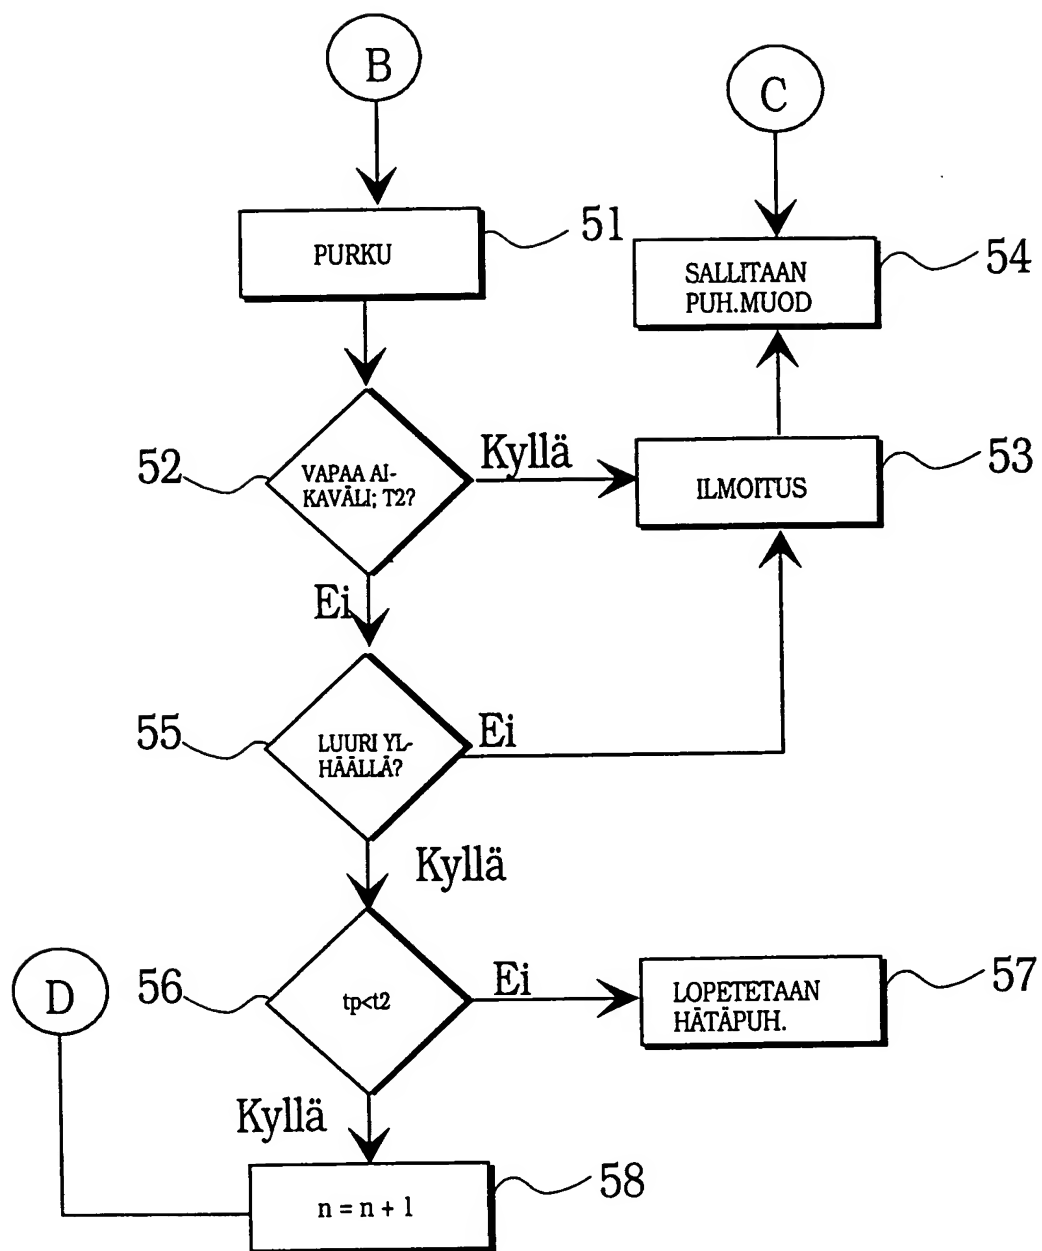 B
C
PURKU
51
SALLITAAN
PUH.MUOD
54
52
VAPAA AI-
KAVÄLI; T2?
Kyllä
ILMOITUS
53
Ei
55
LUURI YL-
HÄÄLLÄ?
Ei
Kyllä
D
56
tp<t2
Ei
LOPETETAAN
HÄTÄPUH.
57
Kyllä
n = n + 1
58